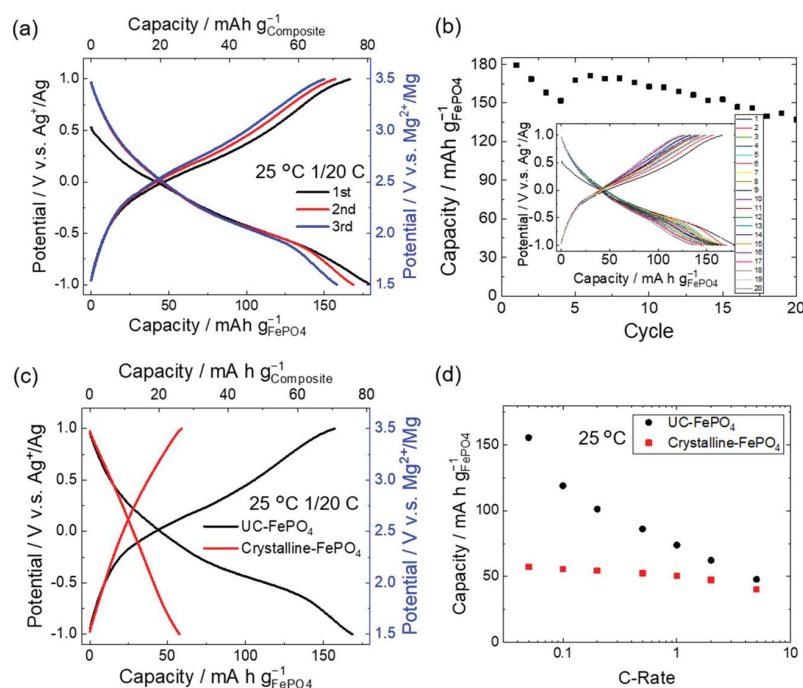 (a)
Capacity / mAh g⁻¹Composite
0 20 40 60 80
Potential / V v.s. Ag⁺/Ag
1.0
0.5
0.0
-0.5
-1.0
25 °C 1/20 C
1st
2nd
3rd
3.5
3.0
2.5
2.0
1.5
Potential / V v.s. Mg²⁺/Mg
0 50 100 150
Capacity / mAh g⁻¹FePO4
(b)
Capacity / mAh g⁻¹FePO4
180
150
120
90
60
30
0
Potential / V v.s. Ag⁺/Ag
1.0
0.5
0.0
-0.5
-1.0
0 25 50 75 100 125 150 175
Capacity / mA h g⁻¹FePO4
1
2
3
4
5
6
7
8
9
10
11
12
13
14
15
16
17
18
19
20
0 5 10 15 20
Cycle
(c)
Capacity / mA h g⁻¹Composite
0 20 40 60 80
Potential / V v.s. Ag⁺/Ag
1.0
0.5
0.0
-0.5
-1.0
25 °C 1/20 C
UC-FePO₄
Crystalline-FePO₄
3.5
3.0
2.5
2.0
1.5
Potential / V v.s. Mg²⁺/Mg
0 50 100 150
Capacity / mA h g⁻¹FePO4
(d)
Capacity / mA h g⁻¹FePO4
150
100
50
0
25 °C
UC-FePO₄
Crystalline-FePO₄
0.1 1 10
C-Rate